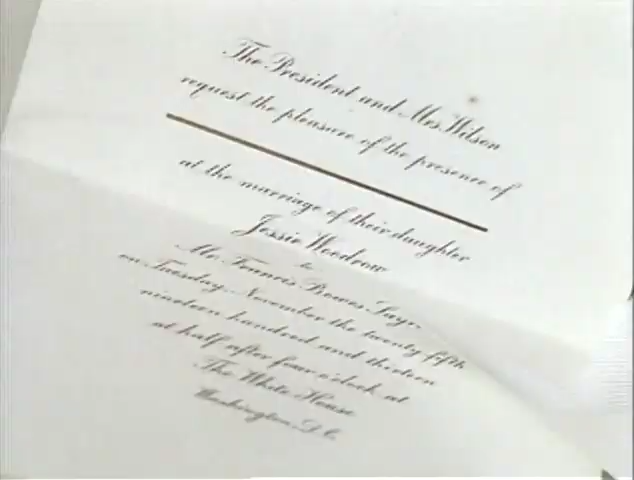 The President and Mrs Wilson
request the pleasure of the presence of
at the marriage of their daughter
Jessie Woodrow
to
Mr. Francis Bowes Sayre
on Tuesday, November the twenty fifth
nineteen hundred and thirteen
at half after four o'clock at
The White House
Washington, D.C.